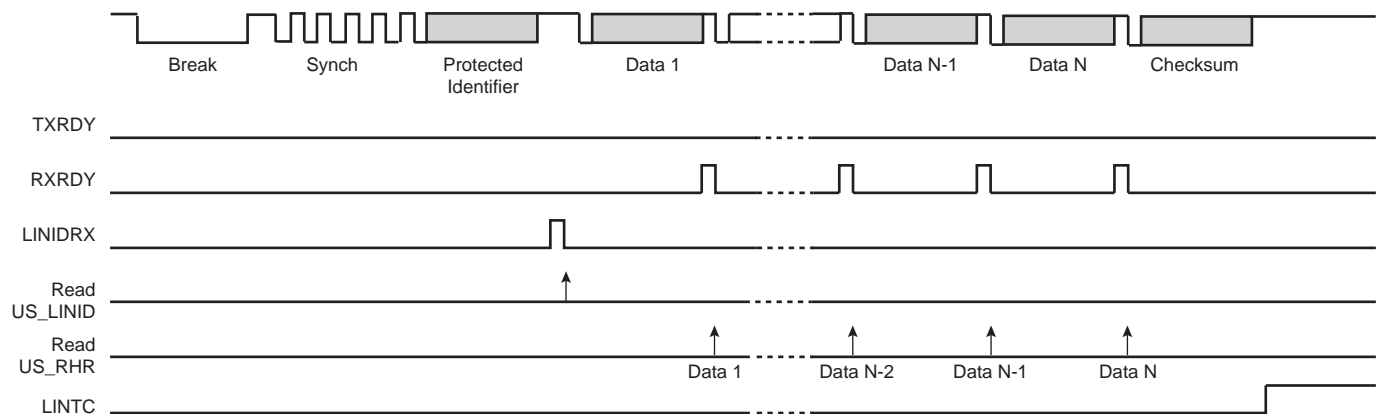 Break Synch Protected Identifier Data 1 Data N-1 Data N Checksum
TXRDY
RXRDY
LINIDRX
Read
US_LINID
Read
US_RHR
Data 1 Data N-2 Data N-1 Data N
LINTC